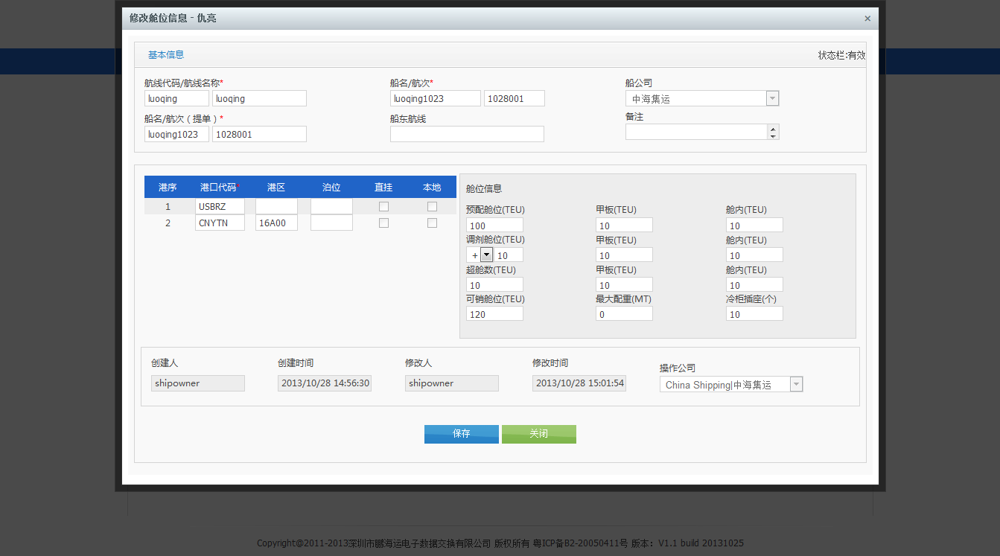 修改舱位信息 - 仇亮 ×
基本信息 状态栏:有效
航线代码/航线名称* 船名/航次* 船公司
luoqing luoqing luoqing1023 1028001 中海集运
船名/航次（提单）* 船东航线 备注
luoqing1023 1028001
港序 港口代码* 港区 泊位 直挂 本地
1 USBRZ
2 CNYTN 16A00
舱位信息
预配舱位(TEU) 甲板(TEU) 舱内(TEU)
100 10 10
调剂舱位(TEU) 甲板(TEU) 舱内(TEU)
+ 10 10 10
超舱数(TEU) 甲板(TEU) 舱内(TEU)
10 10 10
可销舱位(TEU) 最大配重(MT) 冷柜插座(个)
120 0 10
创建人 创建时间 修改人 修改时间 操作公司
shipowner 2013/10/28 14:56:30 shipowner 2013/10/28 15:01:54 China Shipping|中海集运
保存 关闭
Copyright@2011-2013深圳市鹏海运电子数据交换有限公司 版权所有 粤ICP备B2-20050411号 版本：V1.1 build 20131025